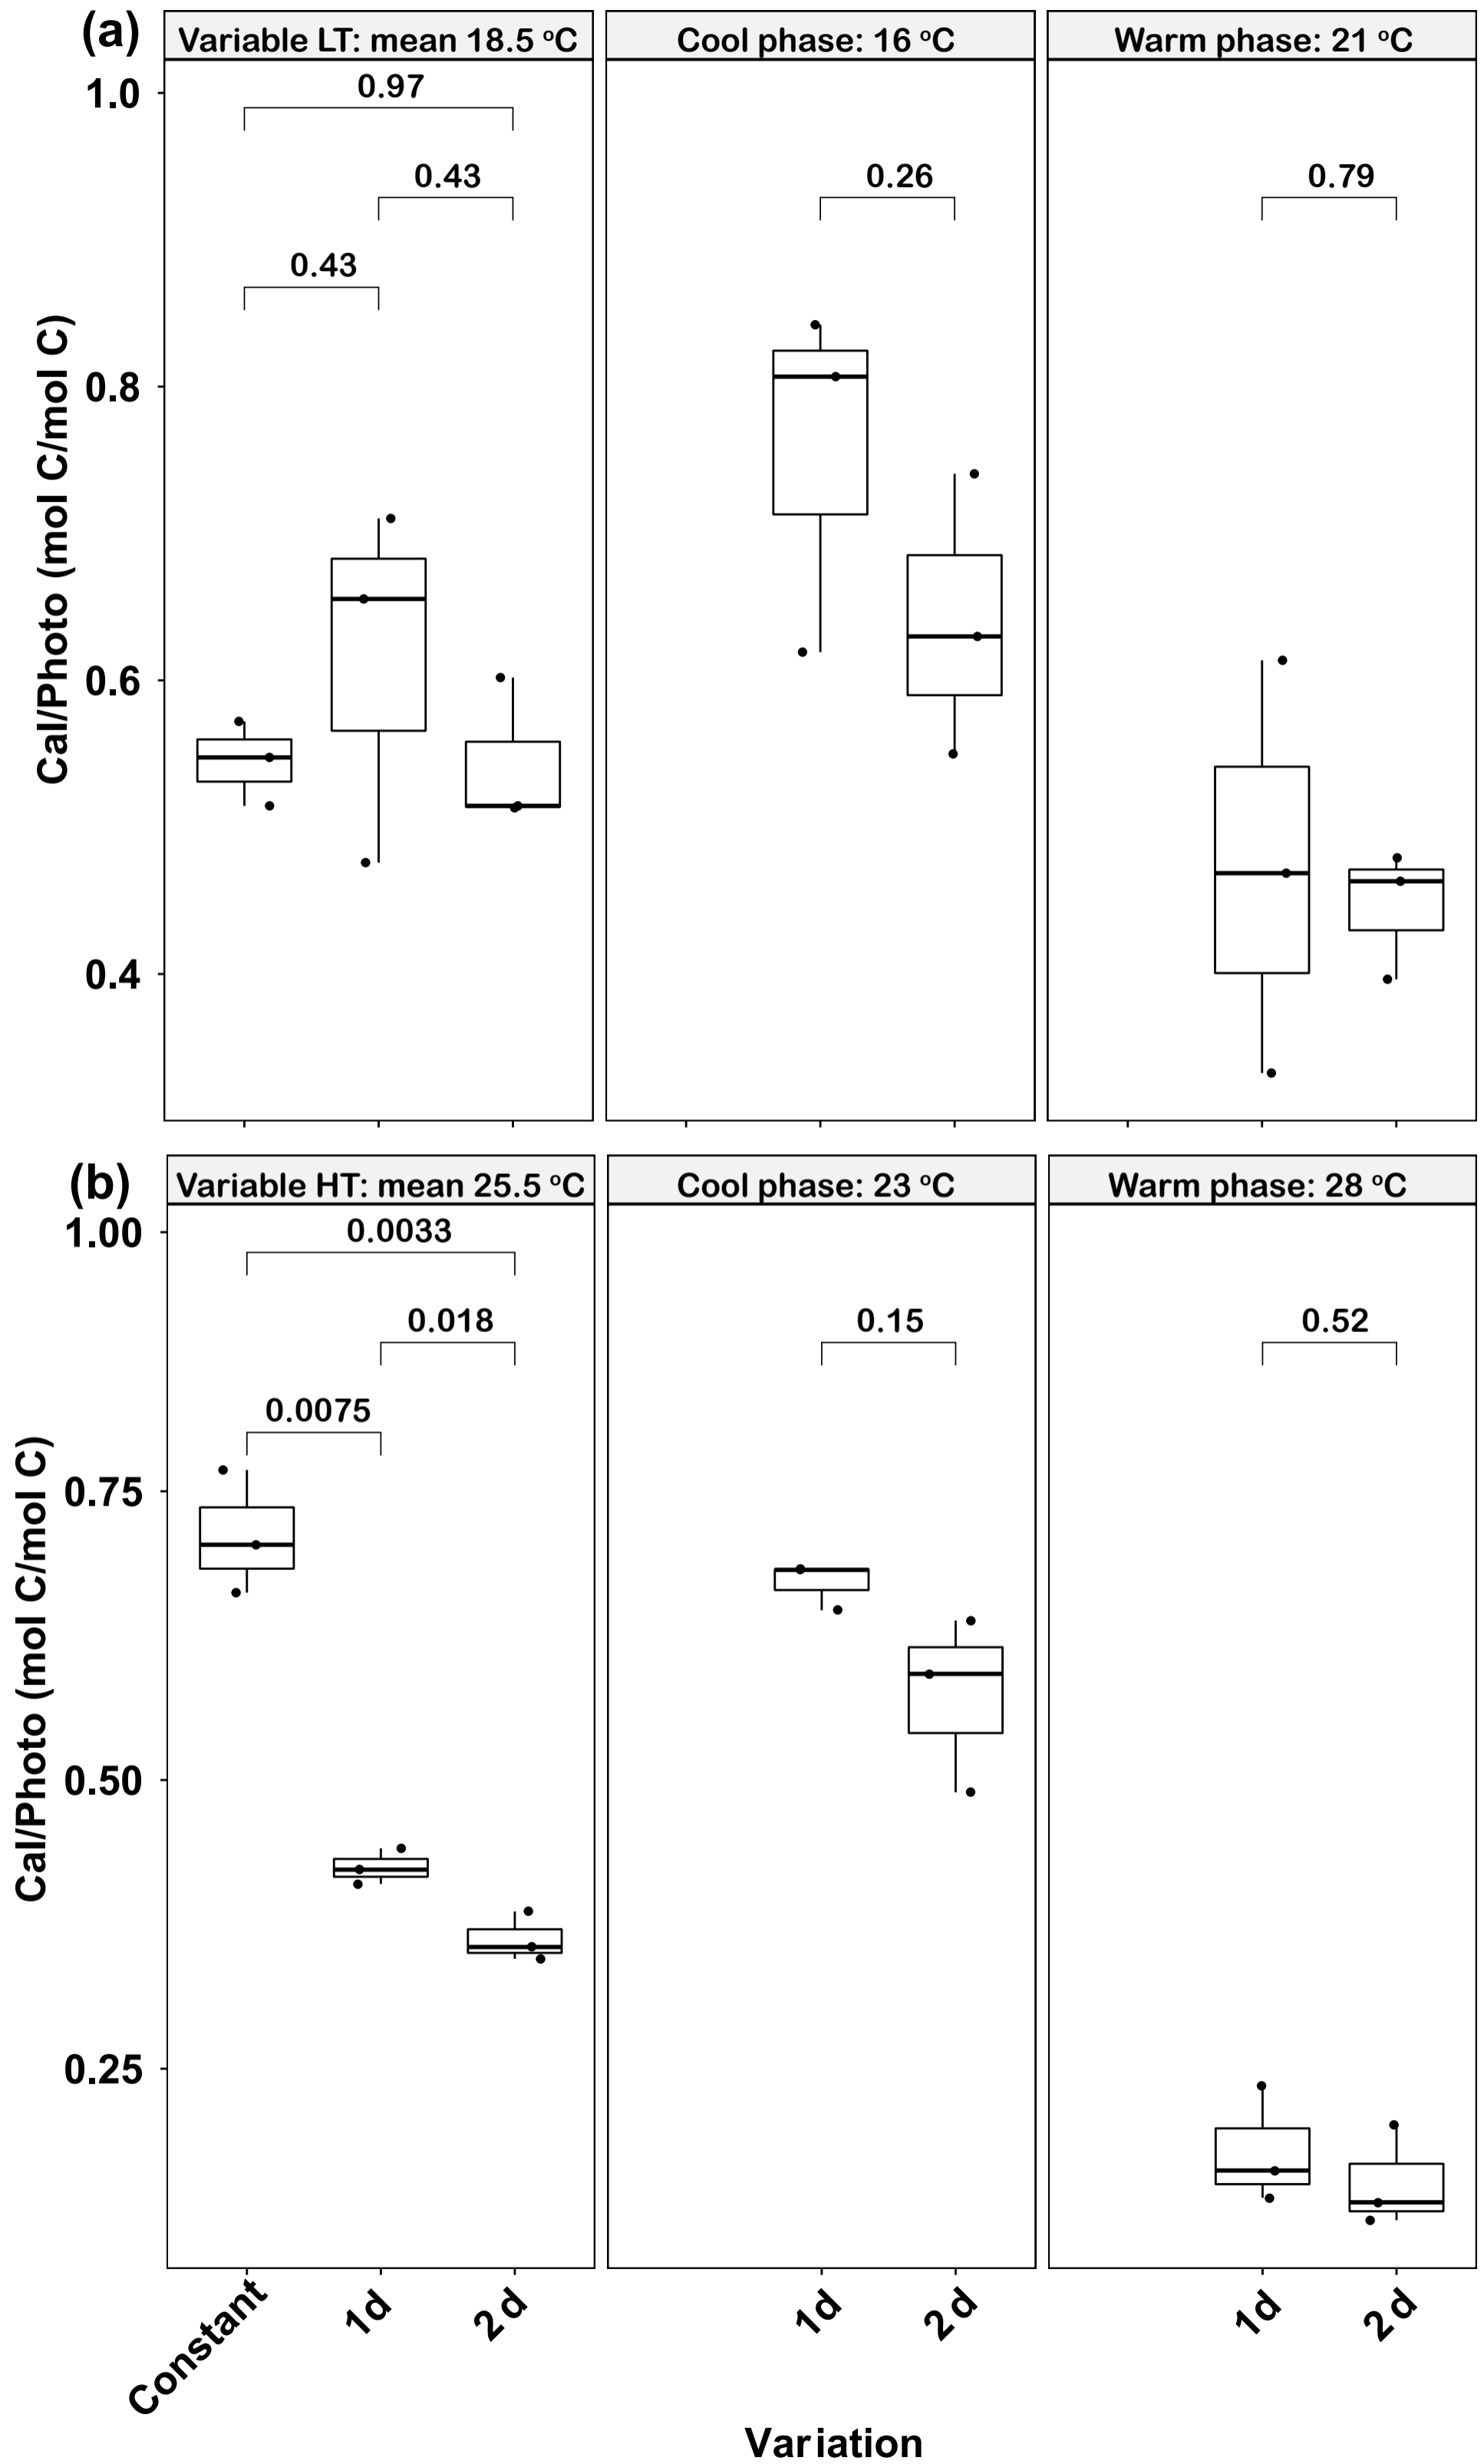 (a)
Variable LT: mean 18.5 °C
Cool phase: 16 °C
Warm phase: 21 °C
1.0
0.8
0.6
0.4
Cal/Photo (mol C/mol C)
0.97
0.43
0.43
0.26
0.79
(b)
Variable HT: mean 25.5 °C
Cool phase: 23 °C
Warm phase: 28 °C
1.00
0.75
0.50
0.25
Cal/Photo (mol C/mol C)
0.0033
0.018
0.0075
0.15
0.52
Constant
1d
2 d
1d
2 d
1d
2 d
Variation